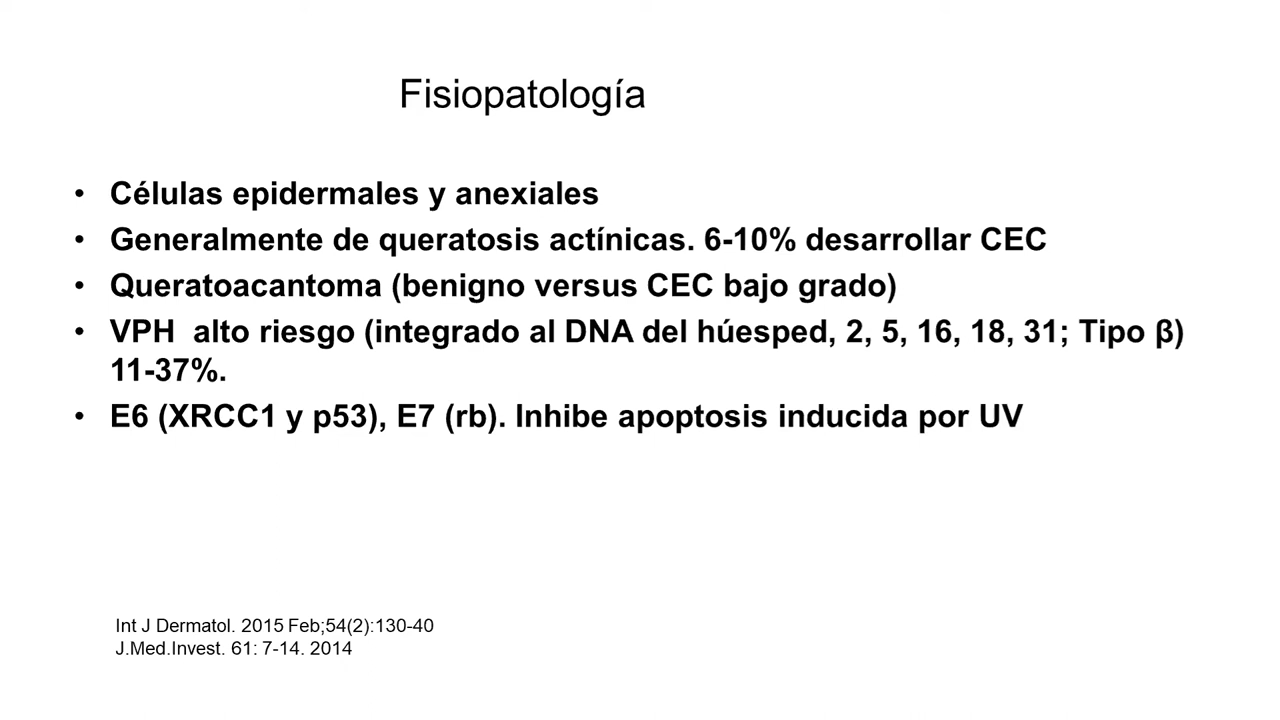 Fisiopatología
• Células epidermales y anexiales
• Generalmente de queratosis actínicas. 6-10% desarrollar CEC
• Queratoacantoma (benigno versus CEC bajo grado)
• VPH  alto riesgo (integrado al DNA del húesped, 2, 5, 16, 18, 31; Tipo β)
11-37%.
• E6 (XRCC1 y p53), E7 (rb). Inhibe apoptosis inducida por UV
Int J Dermatol. 2015 Feb;54(2):130-40
J.Med.Invest. 61: 7-14. 2014